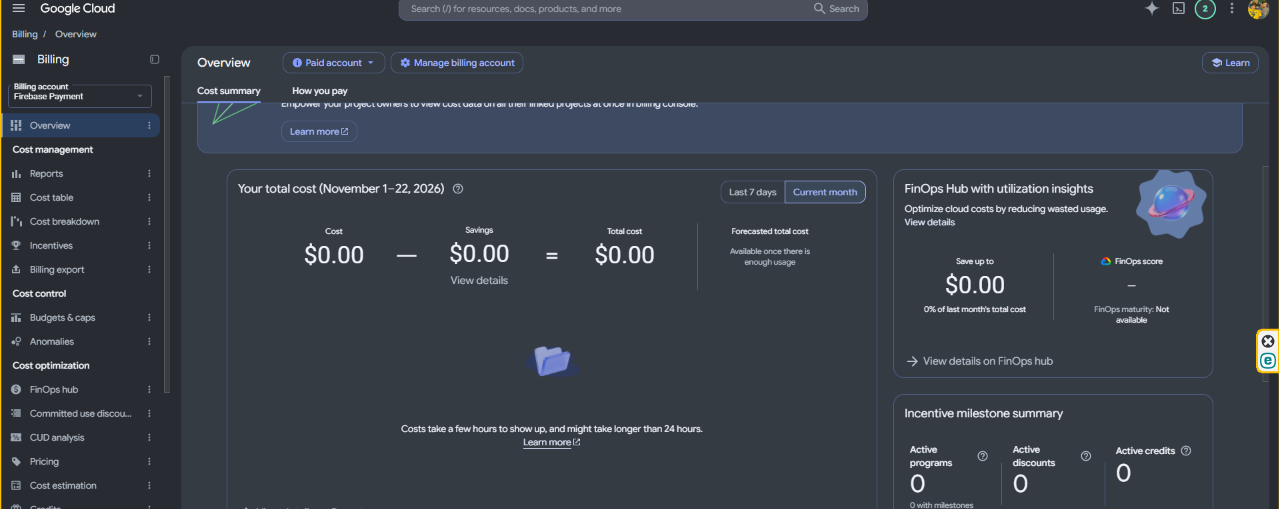 Google Cloud
Search (/) for resources, docs, products, and more
Search
2
Billing / Overview
Billing
Billing account
Firebase Payment
Overview
Cost management
Reports
Cost table
Cost breakdown
Incentives
Billing export
Cost control
Budgets & caps
Anomalies
Cost optimization
FinOps hub
Committed use discou...
CUD analysis
Pricing
Cost estimation
Credits
Overview
Paid account
Manage billing account
Learn
Cost summary
How you pay
Empower your project owners to view cost data on all their linked projects at once in billing console.
Learn more
Your total cost (November 1–22, 2026)
Last 7 days
Current month
Cost
$0.00
—
Savings
$0.00
View details
=
Total cost
$0.00
Forecasted total cost
Available once there is
enough usage
Costs take a few hours to show up, and might take longer than 24 hours.
Learn more
FinOps Hub with utilization insights
Optimize cloud costs by reducing wasted usage.
View details
Save up to
$0.00
0% of last month's total cost
FinOps score
–
FinOps maturity: Not
available
View details on FinOps hub
Incentive milestone summary
Active
programs
0
0 with milestones
Active
discounts
0
Active credits
0